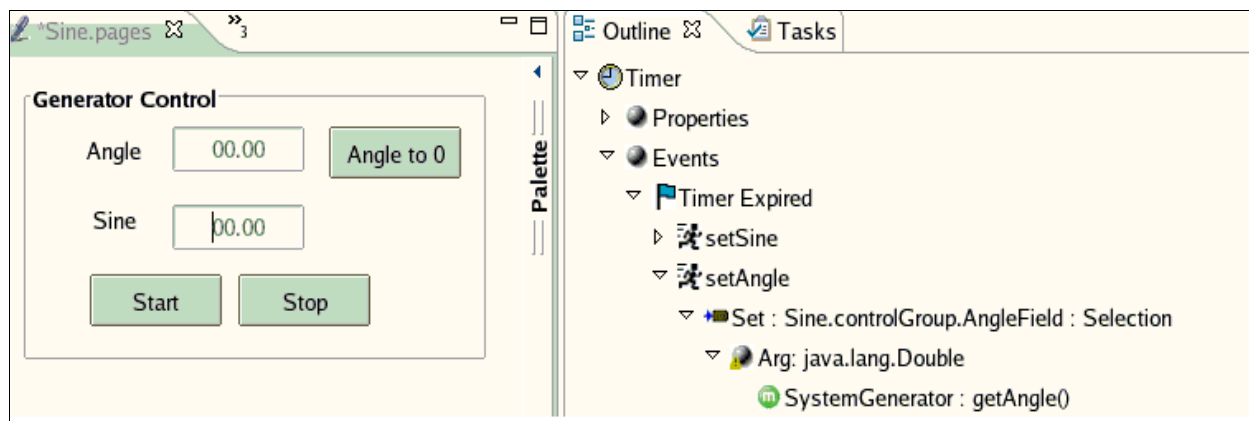 *Sine.pages
»3
Generator Control
Angle 00.00 Angle to 0
Sine 00.00
Start Stop
Palette
Outline Tasks
Timer
Properties
Events
Timer Expired
setSine
setAngle
Set : Sine.controlGroup.AngleField : Selection
Arg: java.lang.Double
m SystemGenerator : getAngle()